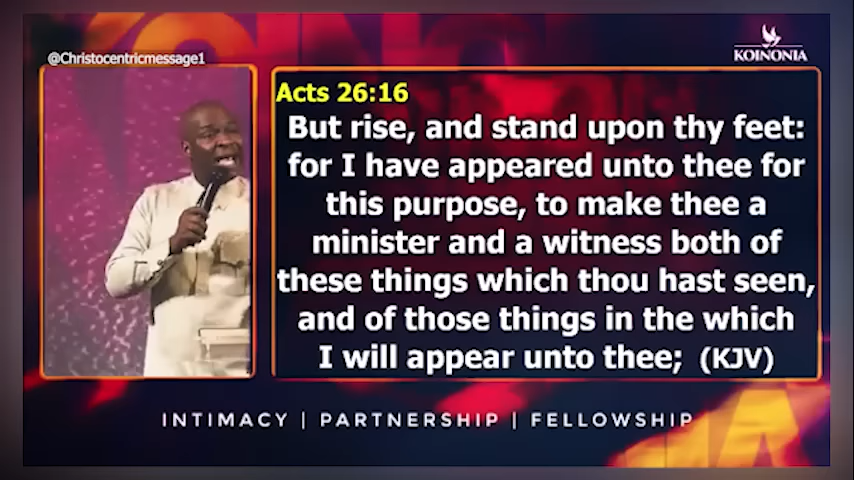 @Christocentricmessage1
KOINONIA
Acts 26:16
But rise, and stand upon thy feet:
for I have appeared unto thee for
this purpose, to make thee a
minister and a witness both of
these things which thou hast seen,
and of those things in the which
I will appear unto thee; (KJV)
INTIMACY | PARTNERSHIP | FELLOWSHIP